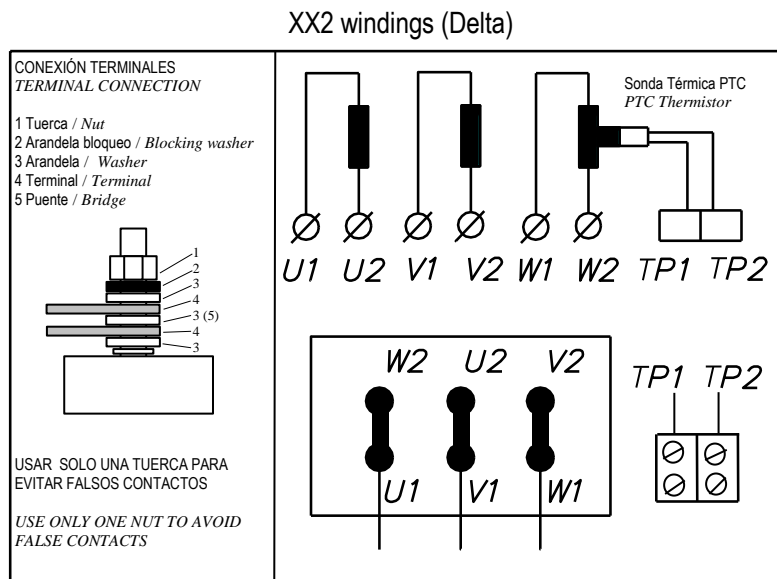 XX2 windings (Delta)
CONEXIÓN TERMINALES
TERMINAL CONNECTION
1 Tuerca / Nut
2 Arandela bloqueo / Blocking washer
3 Arandela / Washer
4 Terminal / Terminal
5 Puente / Bridge
1
2
3
4
3 (5)
4
3
USAR SOLO UNA TUERCA PARA
EVITAR FALSOS CONTACTOS
USE ONLY ONE NUT TO AVOID
FALSE CONTACTS
Sonda Térmica PTC
PTC Thermistor
U1 U2 V1 V2 W1 W2 TP1 TP2
W2 U2 V2
U1 V1 W1
TP1 TP2